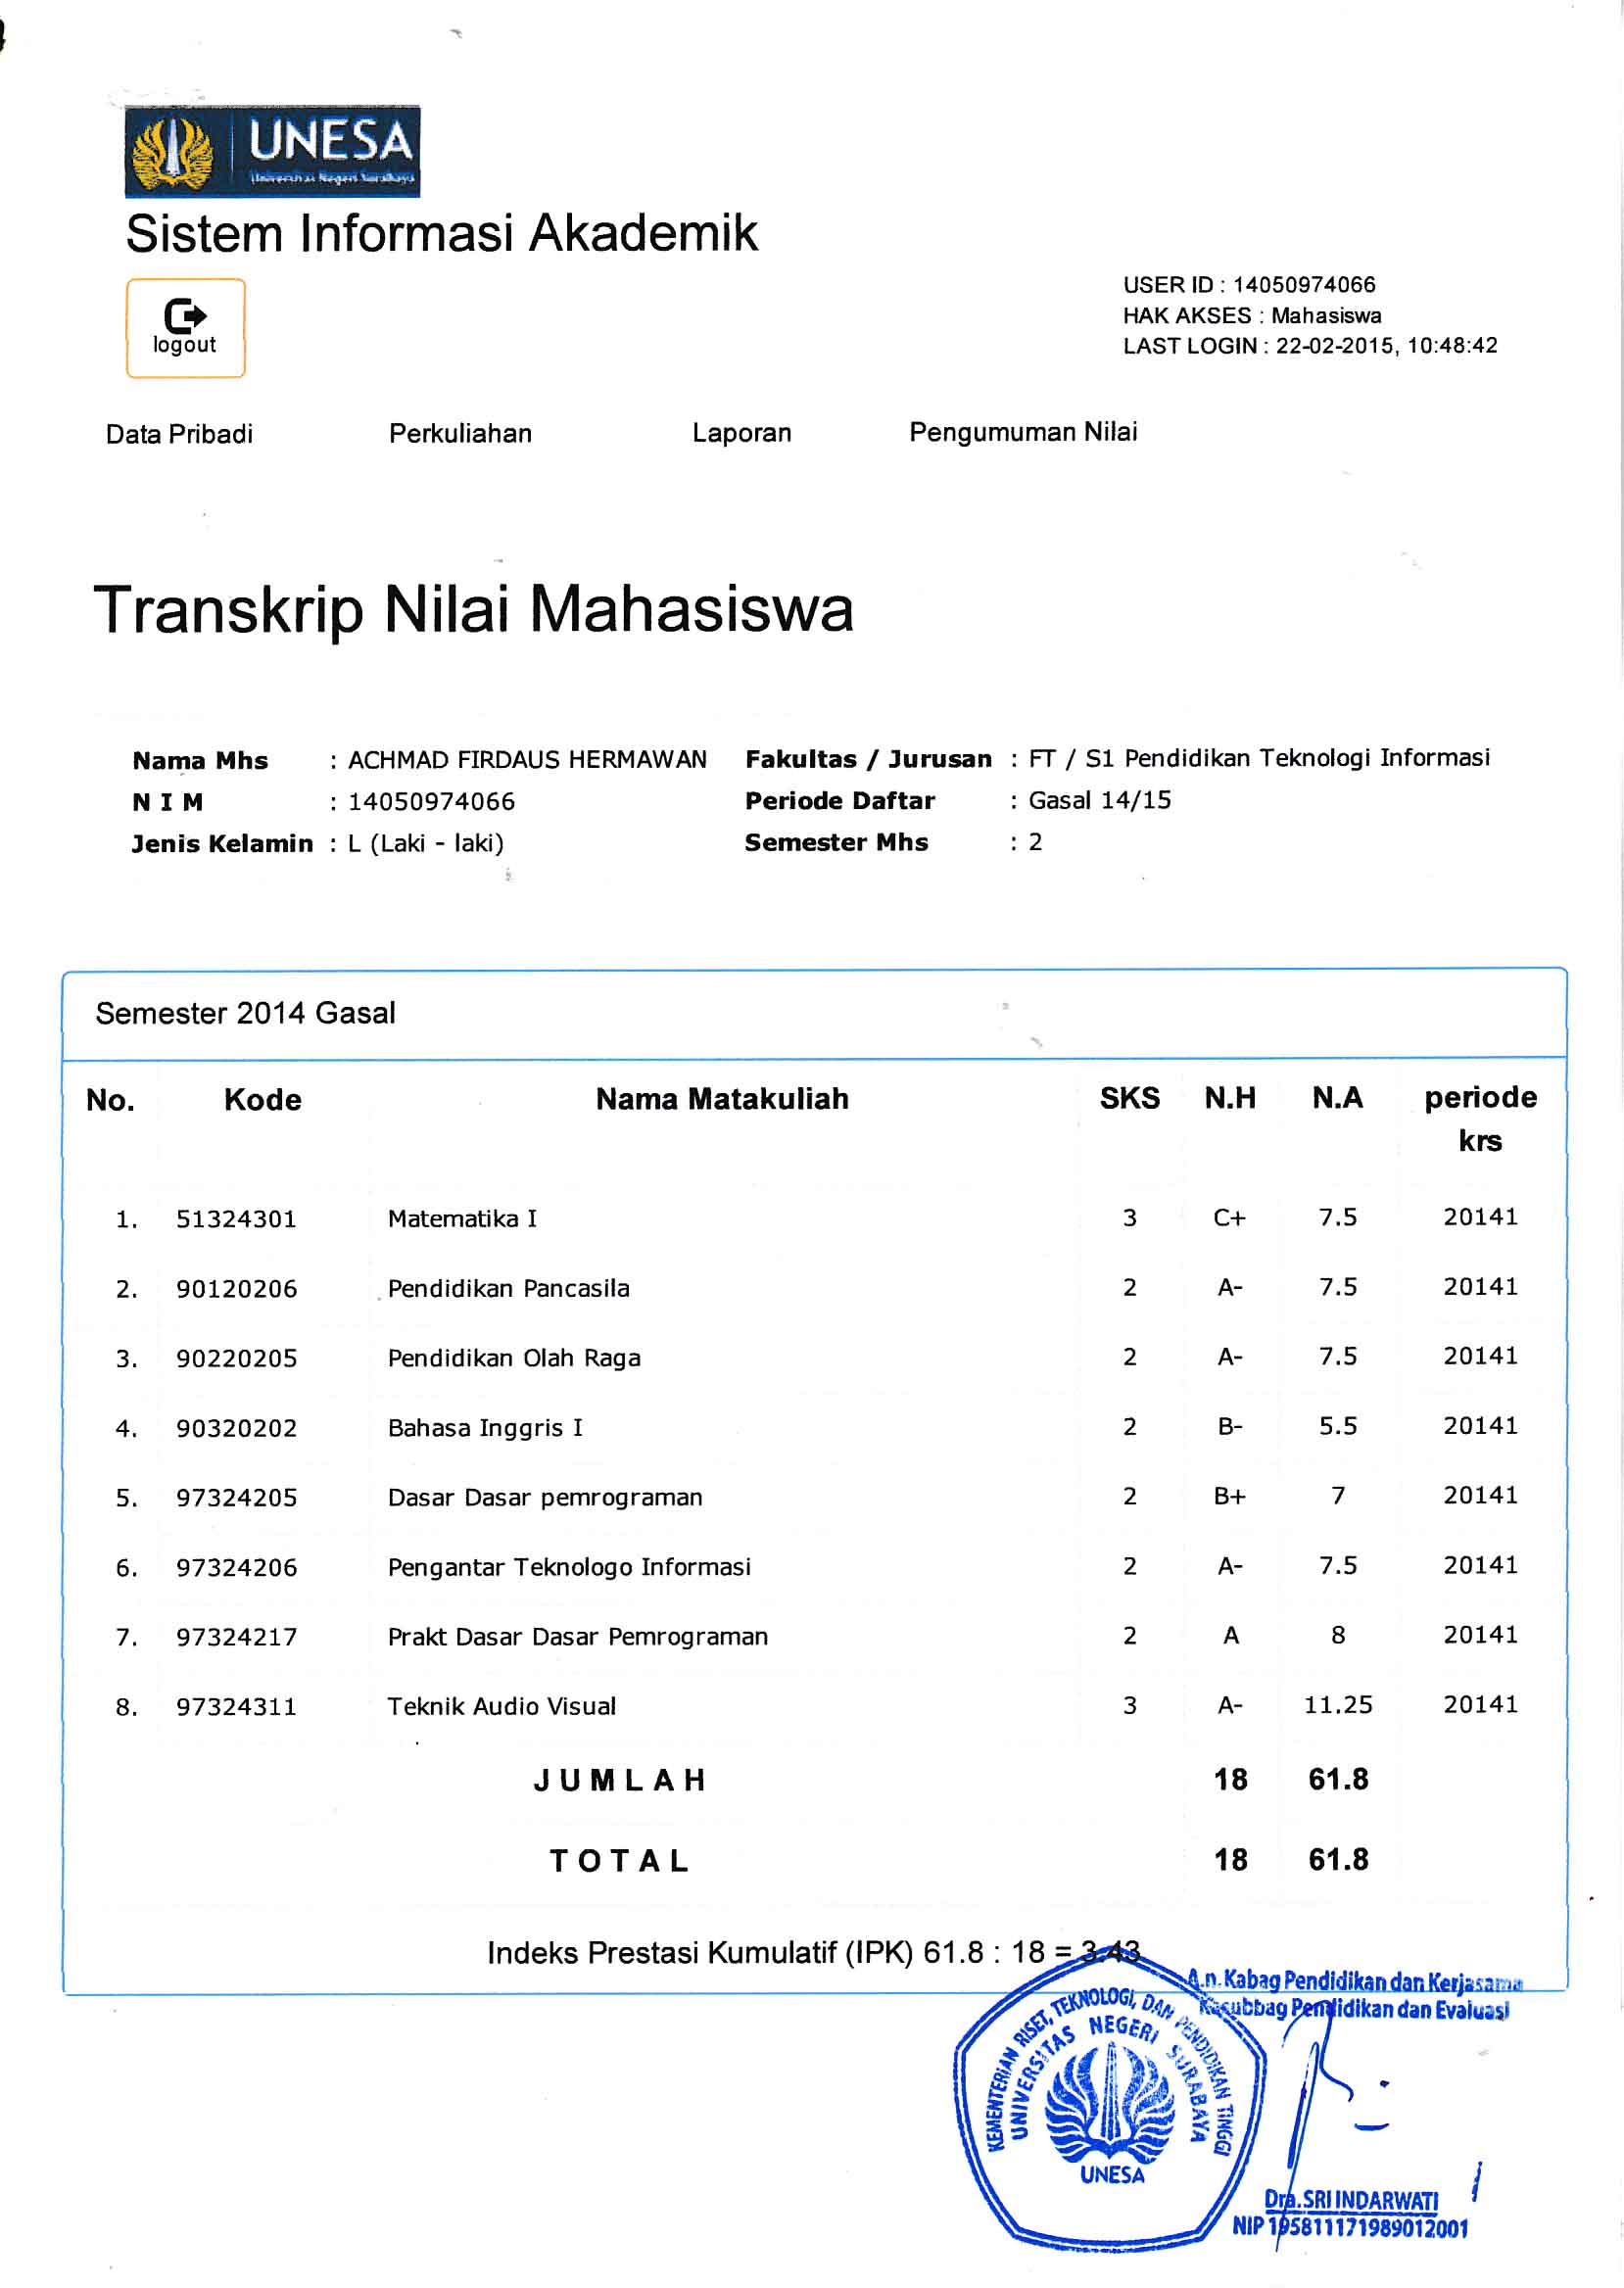 UNESA
Universitas Negeri Surabaya
Sistem Informasi Akademik
logout
USER ID : 14050974066
HAK AKSES : Mahasiswa
LAST LOGIN : 22-02-2015, 10:48:42
Data Pribadi Perkuliahan Laporan Pengumuman Nilai
Transkrip Nilai Mahasiswa
Nama Mhs : ACHMAD FIRDAUS HERMAWAN Fakultas / Jurusan : FT / S1 Pendidikan Teknologi Informasi
N I M : 14050974066 Periode Daftar : Gasal 14/15
Jenis Kelamin : L (Laki - laki) Semester Mhs : 2
Semester 2014 Gasal
No. Kode Nama Matakuliah SKS N.H N.A periode
krs
1. 51324301 Matematika I 3 C+ 7.5 20141
2. 90120206 Pendidikan Pancasila 2 A- 7.5 20141
3. 90220205 Pendidikan Olah Raga 2 A- 7.5 20141
4. 90320202 Bahasa Inggris I 2 B- 5.5 20141
5. 97324205 Dasar Dasar pemrograman 2 B+ 7 20141
6. 97324206 Pengantar Teknologo Informasi 2 A- 7.5 20141
7. 97324217 Prakt Dasar Dasar Pemrograman 2 A 8 20141
8. 97324311 Teknik Audio Visual 3 A- 11.25 20141
J U M L A H 18 61.8
T O T A L 18 61.8
Indeks Prestasi Kumulatif (IPK) 61.8 : 18 = 3.43
A.n. Kabag Pendidikan dan Kerjasama
Kasubbag Pendidikan dan Evaluasi
KEMENTERIAN RISET, TEKNOLOGI, DAN PENDIDIKAN TINGGI
UNIVERSITAS NEGERI SURABAYA
UNESA
Dra. SRI INDARWATI
NIP 195811171989012001